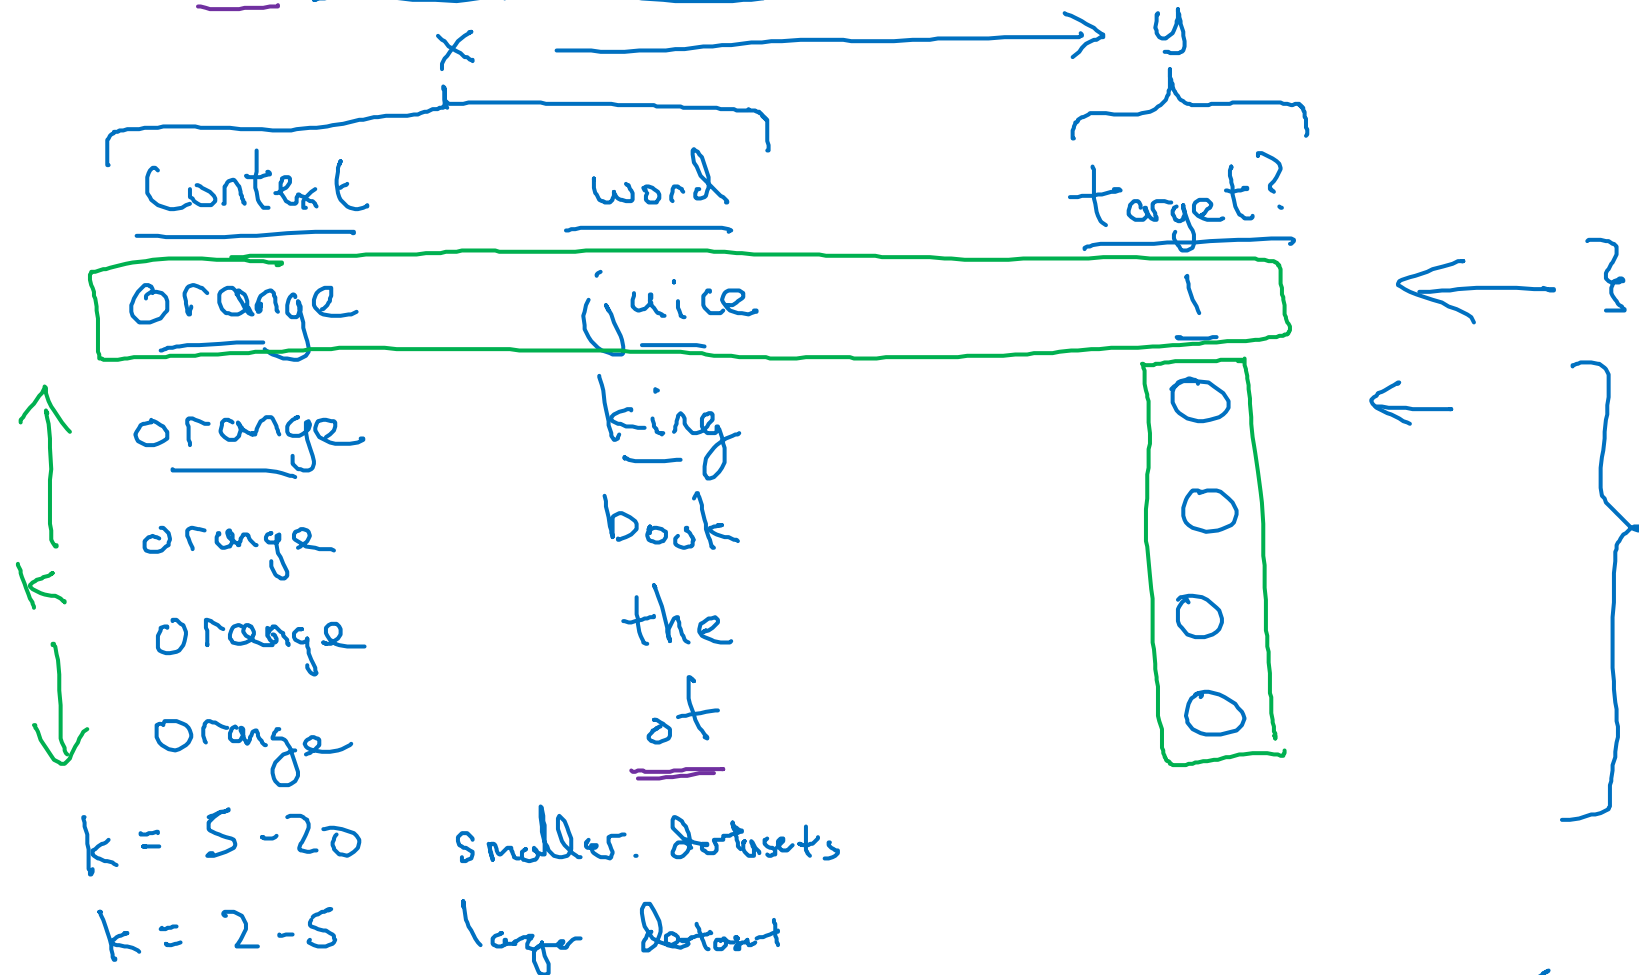 x y
Context word target?
orange juice 1
orange king 0
orange book 0
k
orange the 0
orange of 0
k = 5-20 smaller. datasets
k = 2-5 larger dataset